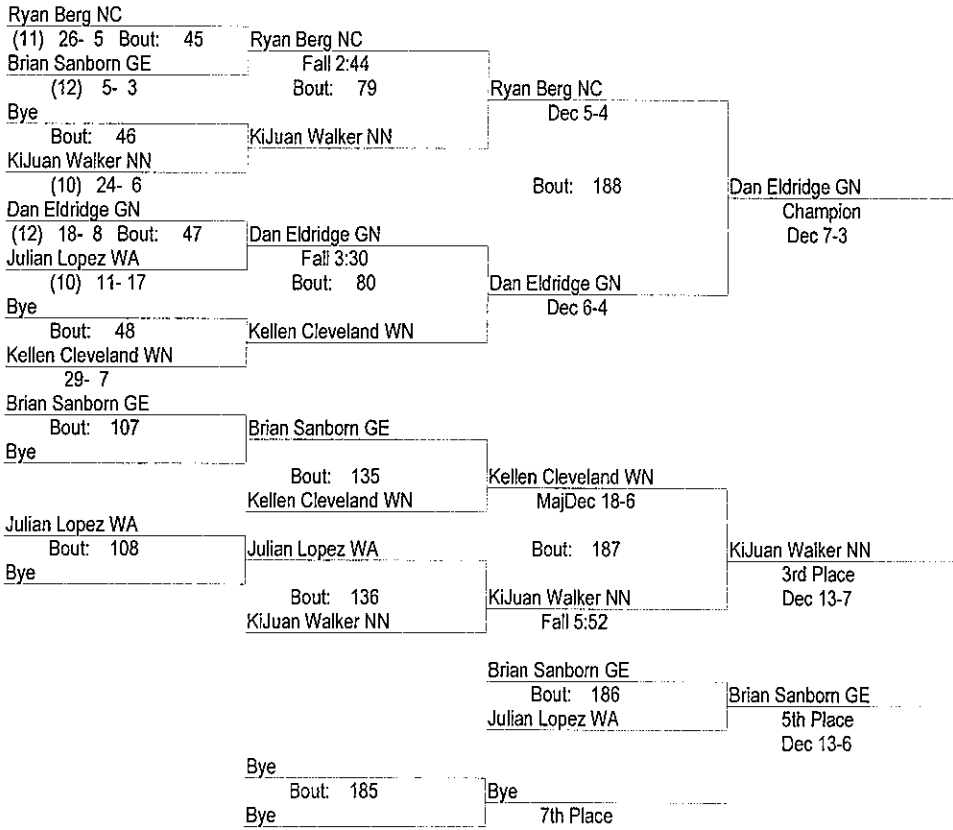 Ryan Berg NC
(11) 26- 5 Bout: 45
Brian Sanborn GE
(12) 5- 3
Bye
Bout: 46
KiJuan Walker NN
(10) 24- 6
Dan Eldridge GN
(12) 18- 8 Bout: 47
Julian Lopez WA
(10) 11- 17
Bye
Bout: 48
Kellen Cleveland WN
29- 7
Ryan Berg NC
Fall 2:44
Bout: 79
KiJuan Walker NN
Dan Eldridge GN
Fall 3:30
Bout: 80
Kellen Cleveland WN
Ryan Berg NC
Dec 5-4
Bout: 188
Dan Eldridge GN
Dec 6-4
Dan Eldridge GN
Champion
Dec 7-3
Brian Sanborn GE
Bout: 107
Bye
Julian Lopez WA
Bout: 108
Bye
Brian Sanborn GE
Bout: 135
Kellen Cleveland WN
Julian Lopez WA
Bout: 136
KiJuan Walker NN
Kellen Cleveland WN
MajDec 18-6
Bout: 187
KiJuan Walker NN
Fall 5:52
KiJuan Walker NN
3rd Place
Dec 13-7
Brian Sanborn GE
Bout: 186
Julian Lopez WA
Brian Sanborn GE
5th Place
Dec 13-6
Bye
Bout: 185
Bye
Bye
7th Place